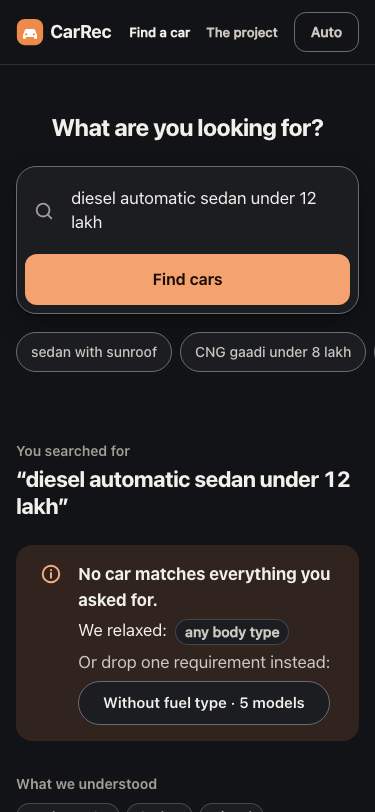 CarRec Find a car The project Auto
What are you looking for?
diesel automatic sedan under 12
lakh
Find cars
sedan with sunroof CNG gaadi under 8 lakh
You searched for
“diesel automatic sedan under 12
lakh”
No car matches everything you
asked for.
We relaxed: any body type
Or drop one requirement instead:
Without fuel type · 5 models
What we understood